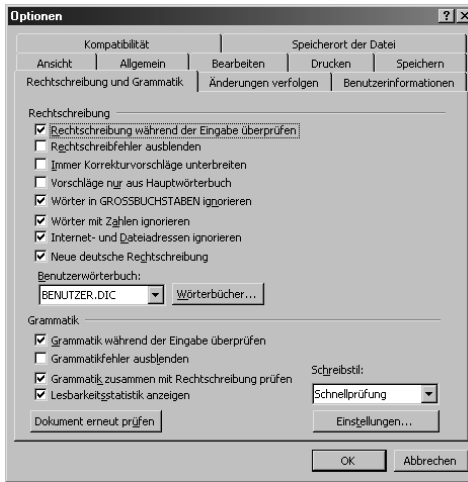 Optionen
Kompatibilität Speicherort der Datei
Ansicht Allgemein Bearbeiten Drucken Speichern
Rechtschreibung und Grammatik Änderungen verfolgen Benutzerinformationen
Rechtschreibung
Rechtschreibung während der Eingabe überprüfen
Rechtschreibfehler ausblenden
Immer Korrekturvorschläge unterbreiten
Vorschläge nur aus Hauptwörterbuch
Wörter in GROSSBUCHSTABEN ignorieren
Wörter mit Zahlen ignorieren
Internet- und Dateiadressen ignorieren
Neue deutsche Rechtschreibung
Benutzerwörterbuch:
BENUTZER.DIC Wörterbücher...
Grammatik
Grammatik während der Eingabe überprüfen
Grammatikfehler ausblenden
Grammatik zusammen mit Rechtschreibung prüfen
Lesbarkeitsstatistik anzeigen
Schreibstil:
Schnellprüfung
Dokument erneut prüfen Einstellungen...
OK Abbrechen